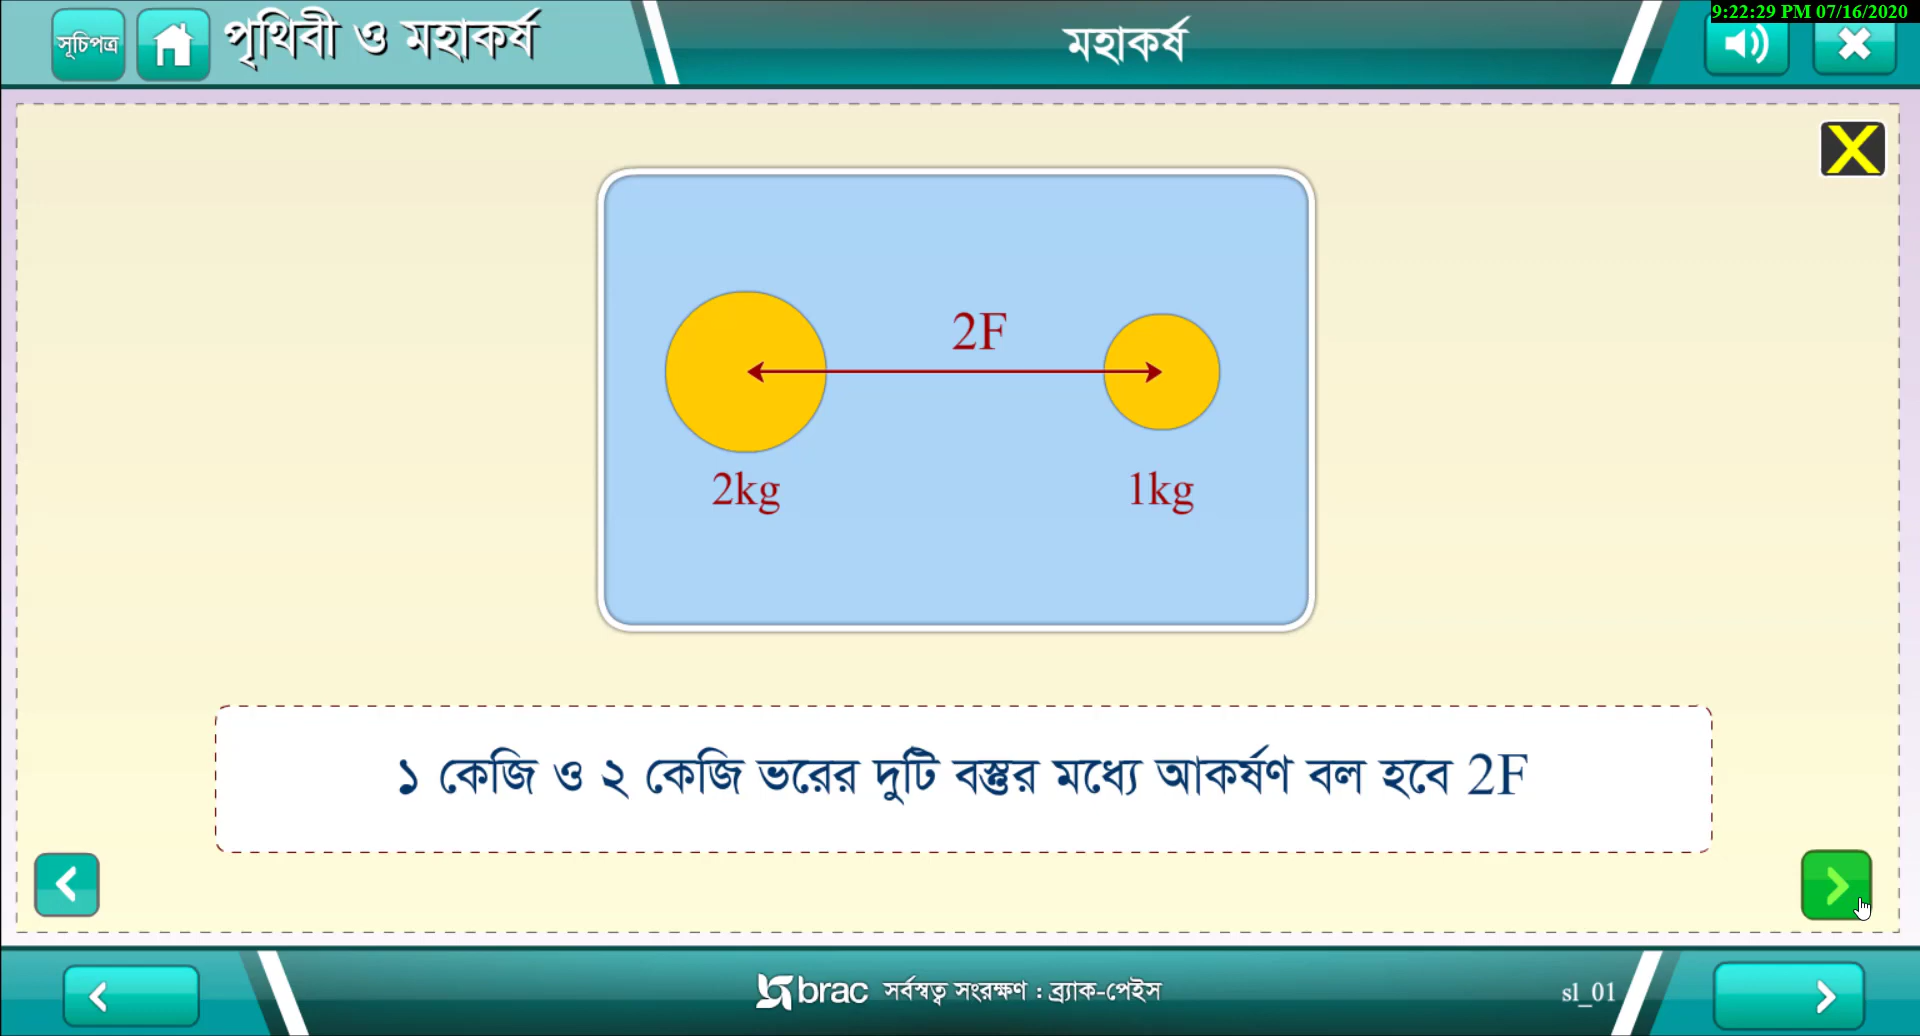 9:22:29 PM 07/16/2020
সূচিপত্র
পৃথিবী ও মহাকর্ষ
মহাকর্ষ
X
2F
2kg
1kg
১ কেজি ও ২ কেজি ভরের দুটি বস্তুর মধ্যে আকর্ষণ বল হবে 2F
brac সর্বস্বত্ব সংরক্ষণ : ব্র্যাক-পেইস
sl_01